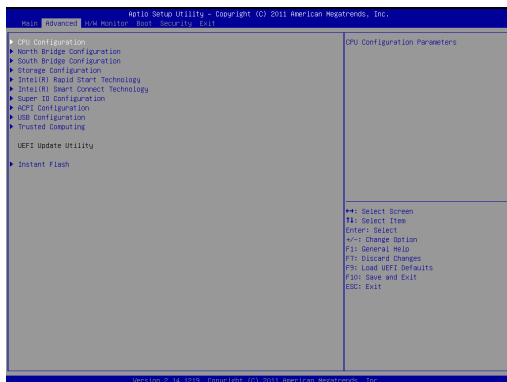 Aptio Setup Utility – Copyright (C) 2011 American Megatrends, Inc.
Main Advanced H/W Monitor Boot Security Exit
CPU Configuration
North Bridge Configuration
South Bridge Configuration
Storage Configuration
Intel(R) Rapid Start Technology
Intel(R) Smart Connect Technology
Super IO Configuration
ACPI Configuration
USB Configuration
Trusted Computing
UEFI Update Utility
Instant Flash
CPU Configuration Parameters
↔: Select Screen
↑↓: Select Item
Enter: Select
+/-: Change Option
F1: General Help
F7: Discard Changes
F9: Load UEFI Defaults
F10: Save and Exit
ESC: Exit
Version 2.14.1219. Copyright (C) 2011 American Megatrends, Inc.